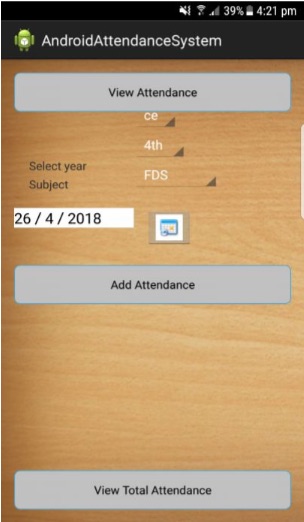 39% 4:21 pm
AndroidAttendanceSystem
View Attendance
ce
4th
Select year
Subject
FDS
26 / 4 / 2018
Add Attendance
View Total Attendance